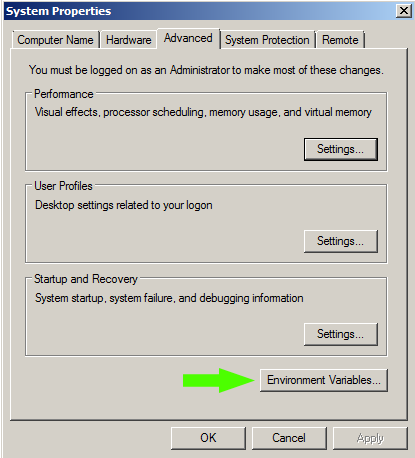 System Properties
Computer Name Hardware Advanced System Protection Remote
You must be logged on as an Administrator to make most of these changes.
Performance
Visual effects, processor scheduling, memory usage, and virtual memory
Settings...
User Profiles
Desktop settings related to your logon
Settings...
Startup and Recovery
System startup, system failure, and debugging information
Settings...
Environment Variables...
OK Cancel Apply